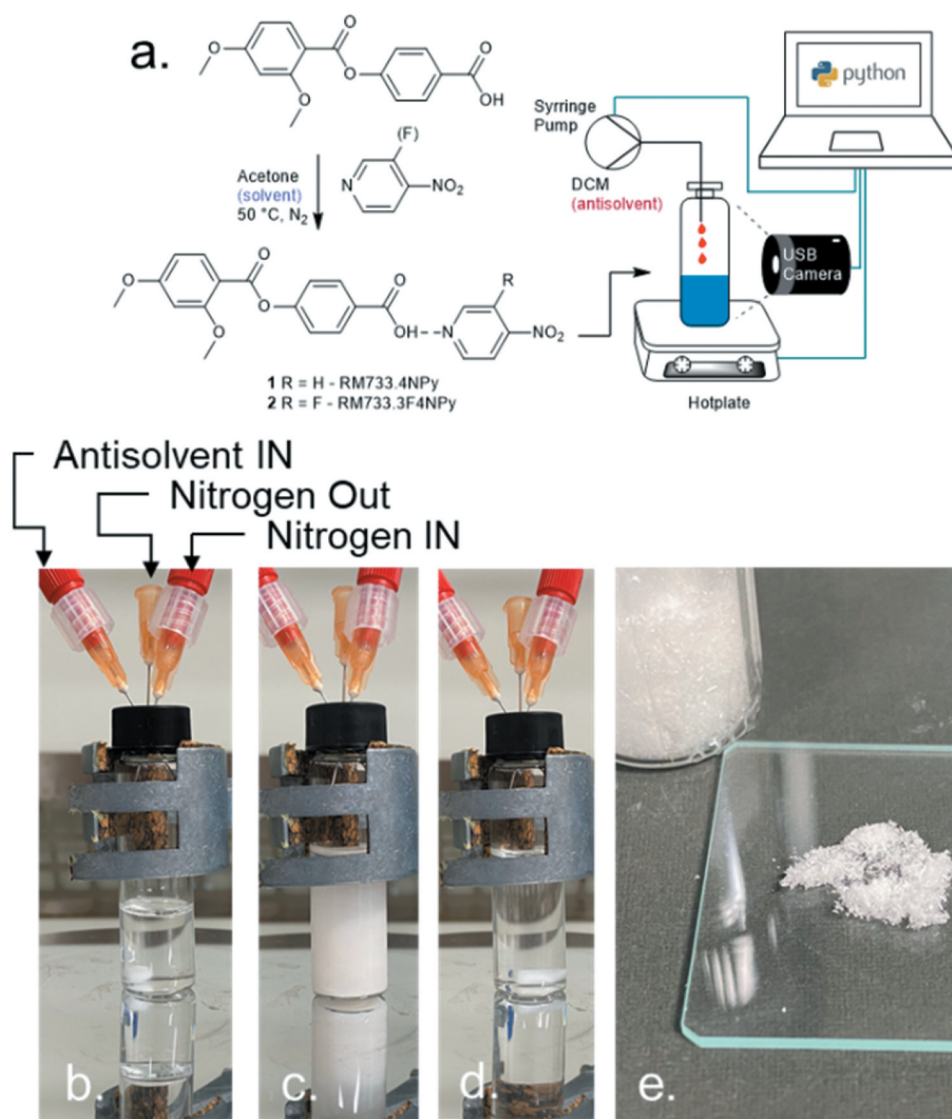 a.
O
O
O
O
O
OH
Acetone
(solvent)
50 °C, N2
(F)
N
NO2
Syrringe
Pump
DCM
(antisolvent)
python
USB
Camera
Hotplate
O
O
O
O
O
OH
N
R
NO2
1 R = H - RM733.4NPy
2 R = F - RM733.3F4NPy
Antisolvent IN
Nitrogen Out
Nitrogen IN
b.
c.
d.
e.